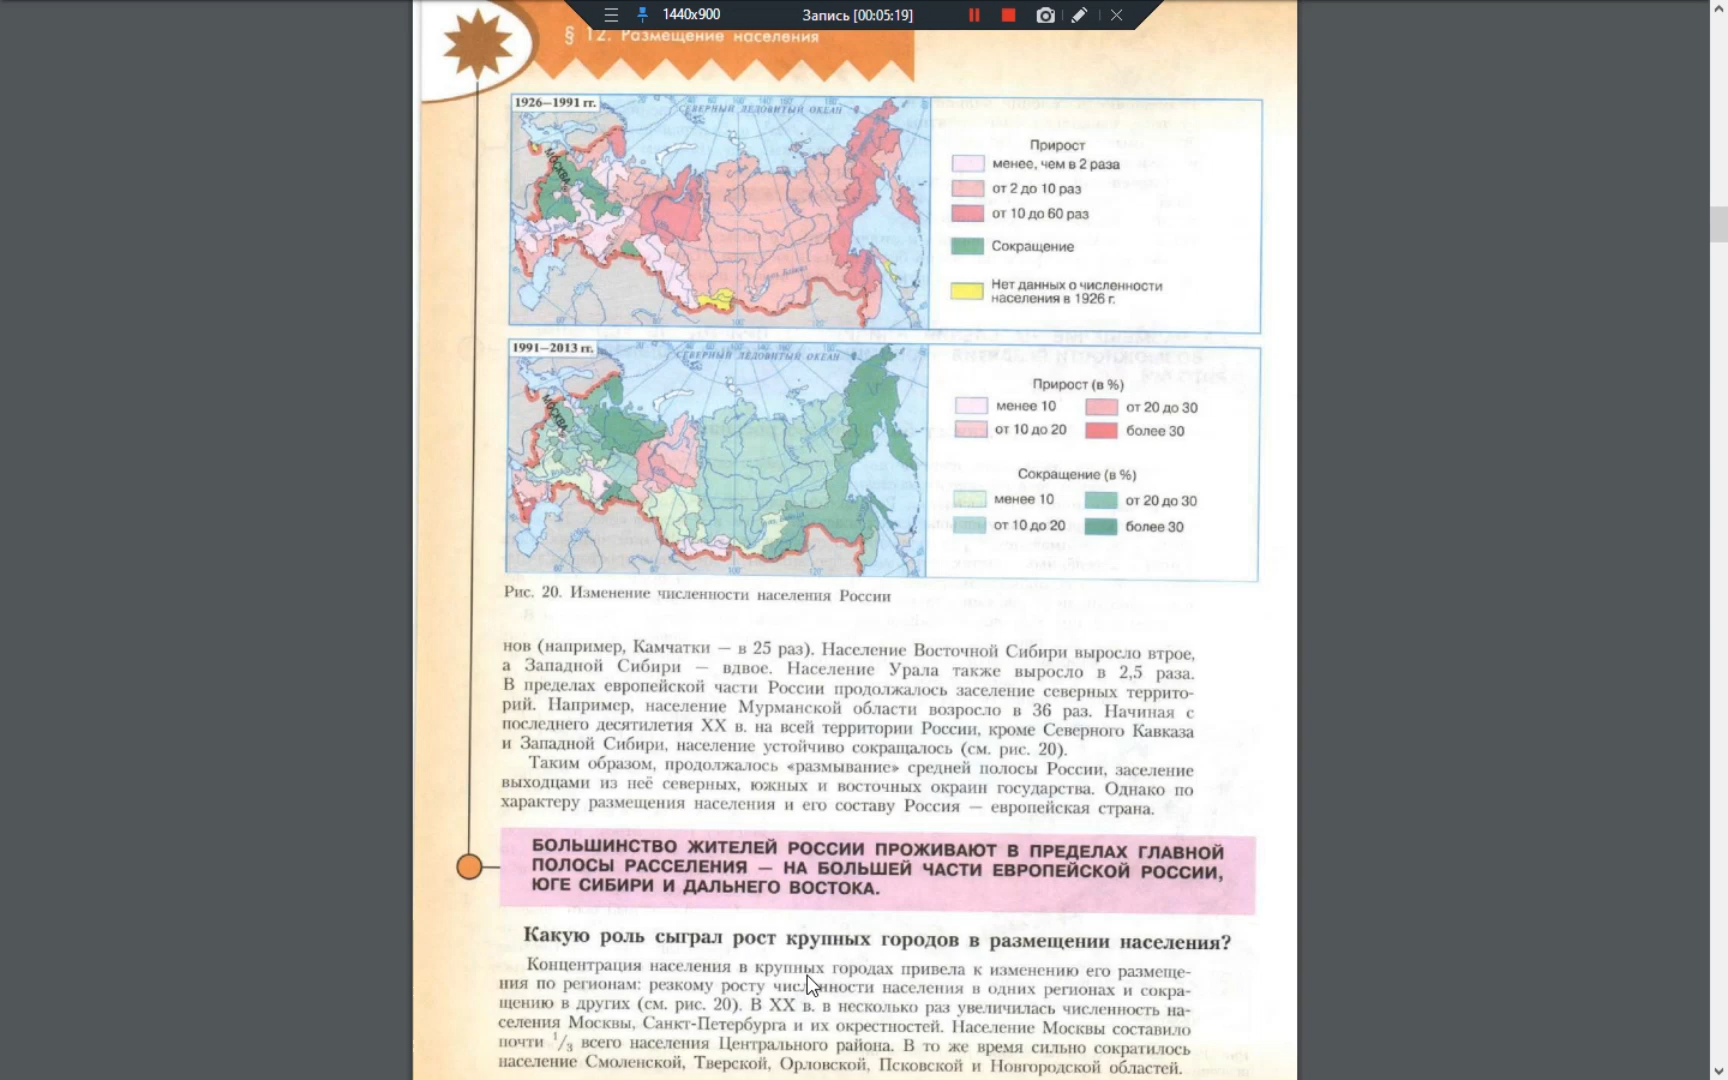 1440x900
Запись [00:05:19]
§ 12. Размещение населения
1926—1991 гг.
СЕВЕРНЫЙ ЛЕДОВИТЫЙ ОКЕАН
МОСКВА
Прирост
менее, чем в 2 раза
от 2 до 10 раз
от 10 до 60 раз
Сокращение
Нет данных о численности
населения в 1926 г.
1991—2013 гг.
СЕВЕРНЫЙ ЛЕДОВИТЫЙ ОКЕАН
МОСКВА
Прирост (в %)
менее 10
от 20 до 30
от 10 до 20
более 30
Сокращение (в %)
менее 10
от 20 до 30
от 10 до 20
более 30
Рис. 20. Изменение численности населения России
нов (например, Камчатки — в 25 раз). Население Восточной Сибири выросло втрое,
а Западной Сибири — вдвое. Население Урала также выросло в 2,5 раза.
В пределах европейской части России продолжалось заселение северных террито-
рий. Например, население Мурманской области возросло в 36 раз. Начиная с
последнего десятилетия XX в. на всей территории России, кроме Северного Кавказа
и Западной Сибири, население устойчиво сокращалось (см. рис. 20).
Таким образом, продолжалось «размывание» средней полосы России, заселение
выходцами из неё северных, южных и восточных окраин государства. Однако по
характеру размещения населения и его составу Россия — европейская страна.
БОЛЬШИНСТВО ЖИТЕЛЕЙ РОССИИ ПРОЖИВАЮТ В ПРЕДЕЛАХ ГЛАВНОЙ
ПОЛОСЫ РАССЕЛЕНИЯ — НА БОЛЬШЕЙ ЧАСТИ ЕВРОПЕЙСКОЙ РОССИИ,
ЮГЕ СИБИРИ И ДАЛЬНЕГО ВОСТОКА.
Какую роль сыграл рост крупных городов в размещении населения?
Концентрация населения в крупных городах привела к изменению его размеще-
ния по регионам: резкому росту численности населения в одних регионах и сокра-
щению в других (см. рис. 20). В XX в. в несколько раз увеличилась численность на-
селения Москвы, Санкт-Петербурга и их окрестностей. Население Москвы составило
почти 1/3 всего населения Центрального района. В то же время сильно сократилось
население Смоленской, Тверской, Орловской, Псковской и Новгородской областей.